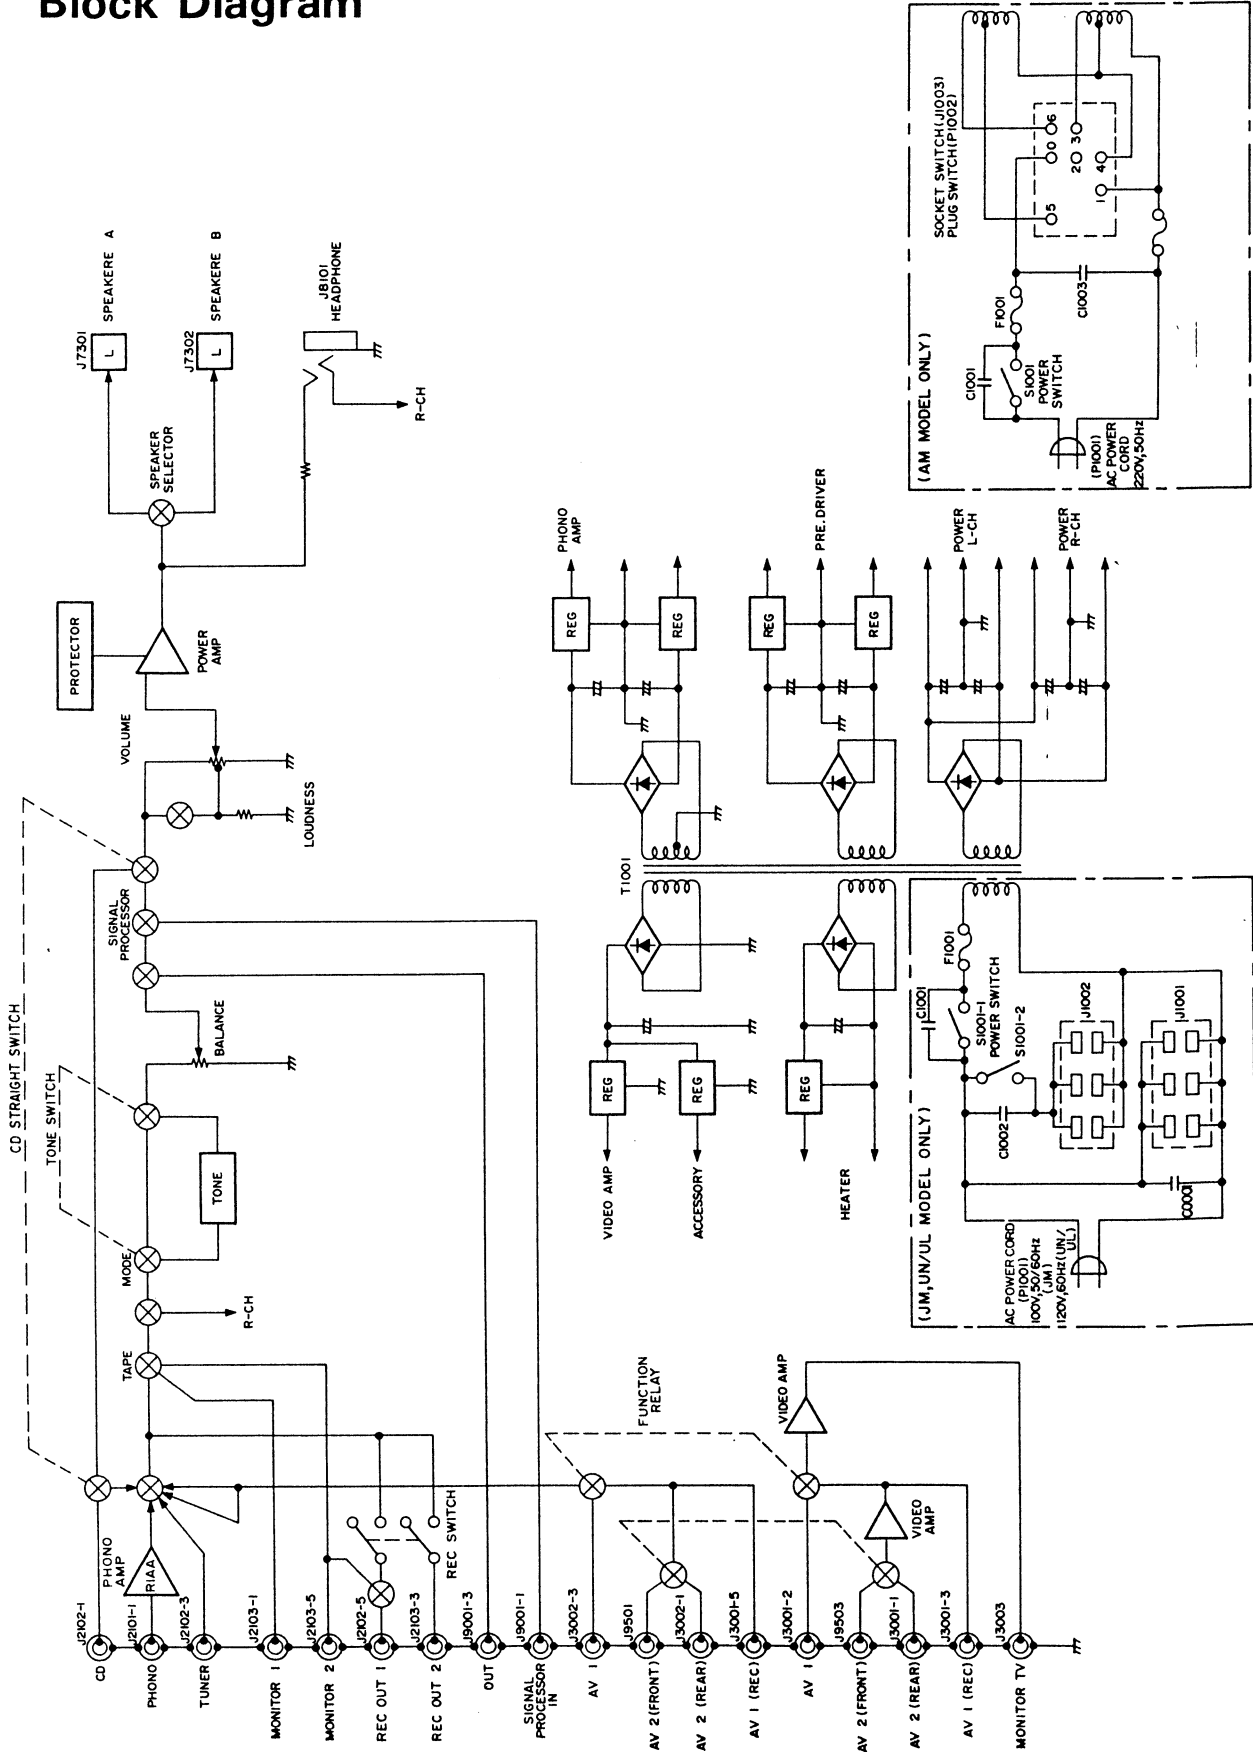 Block Diagram
CD STRAIGHT SWITCH
TONE SWITCH
PROTECTOR
POWER
AMP
SPEAKER
SELECTOR
J7301
L
SPEAKERE A
J7302
L
SPEAKERE B
J8101
HEADPHONE
R-CH
VOLUME
LOUDNESS
SIGNAL
PROCESSOR
BALANCE
TONE
MODE
R-CH
TAPE
PHONO
AMP
RIAA
REC SWITCH
FUNCTION
RELAY
VIDEO AMP
VIDEO
AMP
J2102-1
CD
J2101-1
PHONO
J2102-3
TUNER
J2103-1
MONITOR 1
J2103-5
MONITOR 2
J2102-5
REC OUT 1
J2103-3
REC OUT 2
J9001-3
OUT
J9001-1
SIGNAL
PROCESSOR
IN
J3002-3
AV 1
J9501
AV 2 (FRONT)
J3002-1
AV 2 (REAR)
J3001-5
AV 1 (REC)
J3001-2
AV 1
J9503
AV 2 (FRONT)
J3001-1
AV 2 (REAR)
J3001-3
AV 1 (REC)
J3003
MONITOR TV
T1001
REG
REG
PHONO
AMP
REG
REG
PRE.DRIVER
POWER
L-CH
POWER
R-CH
REG
VIDEO AMP
REG
ACCESSORY
REG
HEATER
(JM,UN/UL MODEL ONLY)
AC POWER CORD
(P1001)
100V,50/60Hz
(JM)
120V,60Hz(UN/
UL)
C1001
F1001
S1001-1
POWER SWITCH
S1001-2
C1002
J1002
J1001
C0001
(AM MODEL ONLY)
SOCKET SWITCH(J1003)
PLUG SWITCH(P1002)
5
0
6
2
3
1
4
C1001
F1001
S1001
POWER
SWITCH
C1003
(P1001)
AC POWER
CORD
220V,50Hz